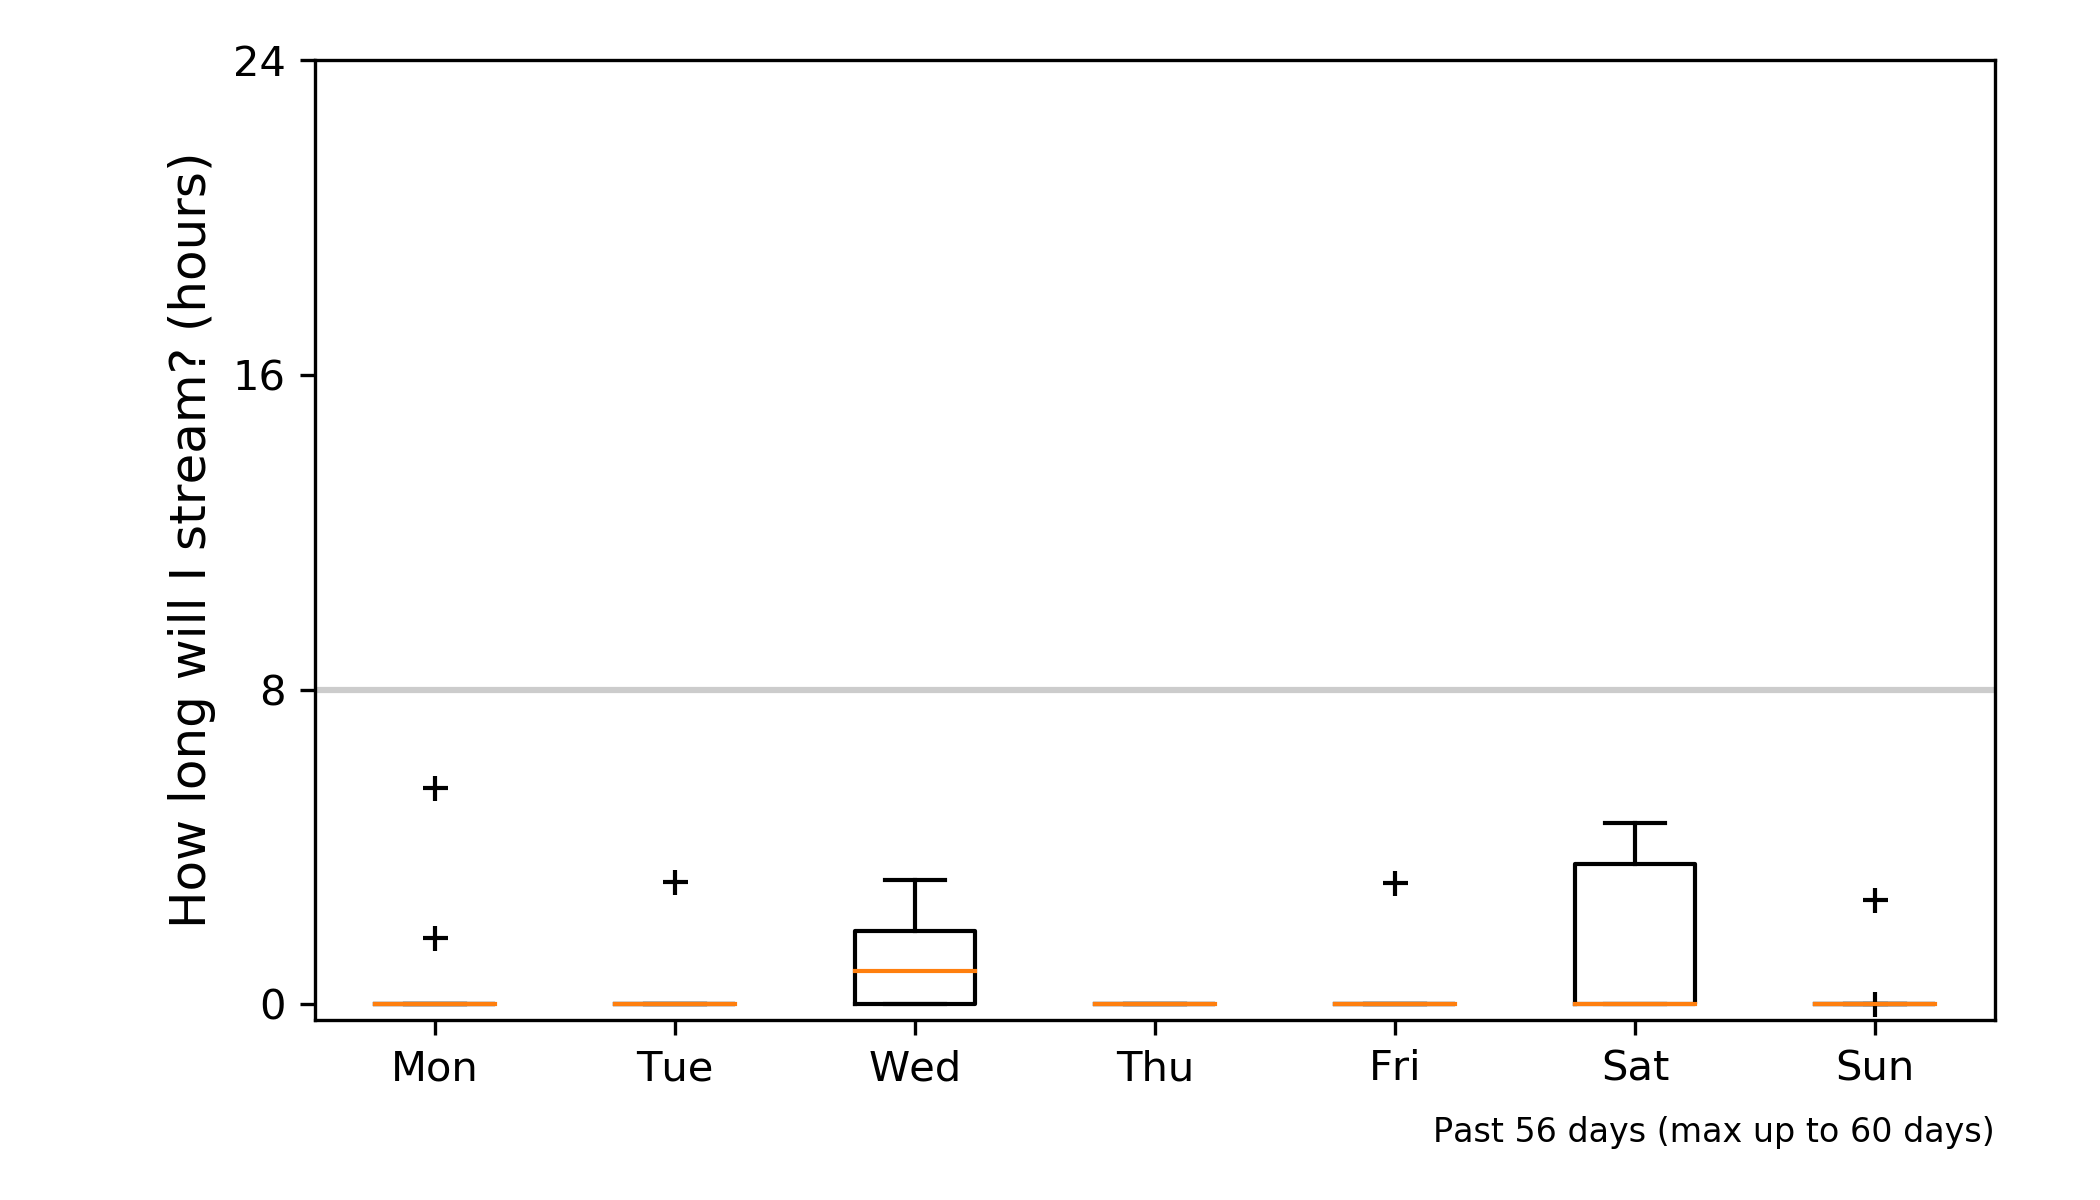 How long will I stream? (hours)
24
16
8
0
Mon Tue Wed Thu Fri Sat Sun
Past 56 days (max up to 60 days)